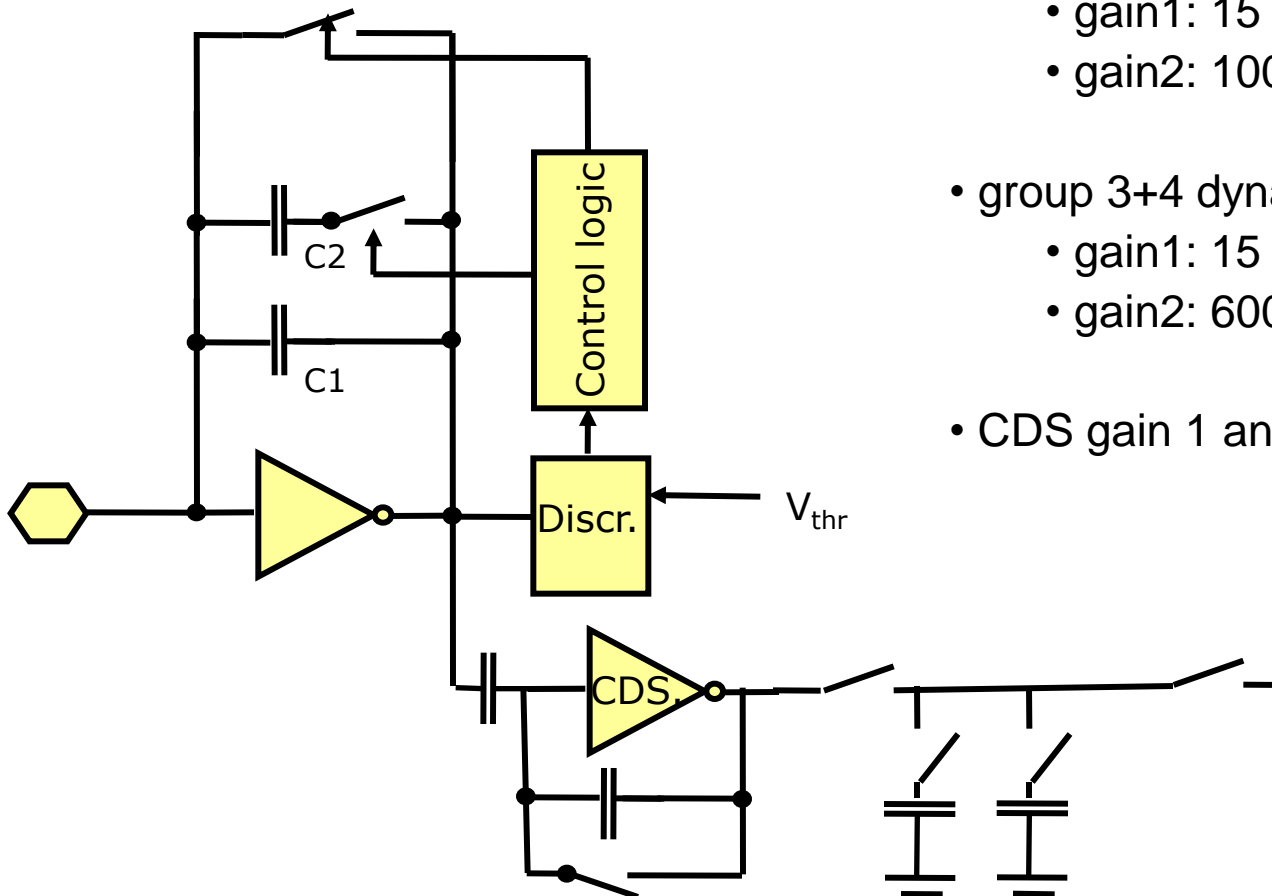 • gain1: 15
• gain2: 100
• group 3+4 dyna
• gain1: 15
• gain2: 600
• CDS gain 1 an
Control logic
C2
C1
Discr.
Vthr
CDS.